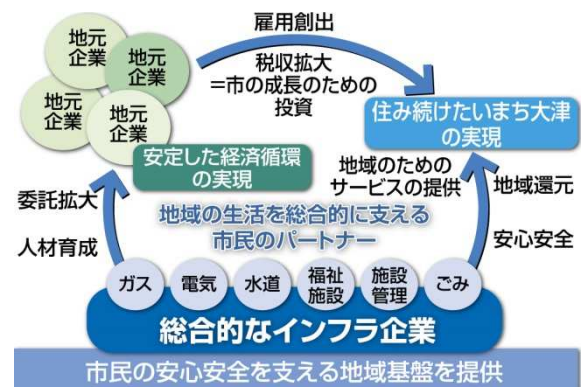 雇用創出
地元
企業
地元
企業
地元
企業
地元
企業
税収拡大
=市の成長のための
投資
住み続けたいまち大津
の実現
安定した経済循環
の実現
地域のための
サービスの提供
地域還元
委託拡大
人材育成
安心安全
地域の生活を総合的に支える
市民のパートナー
ガス
電気
水道
福祉
施設
施設
管理
ごみ
総合的なインフラ企業
市民の安心安全を支える地域基盤を提供